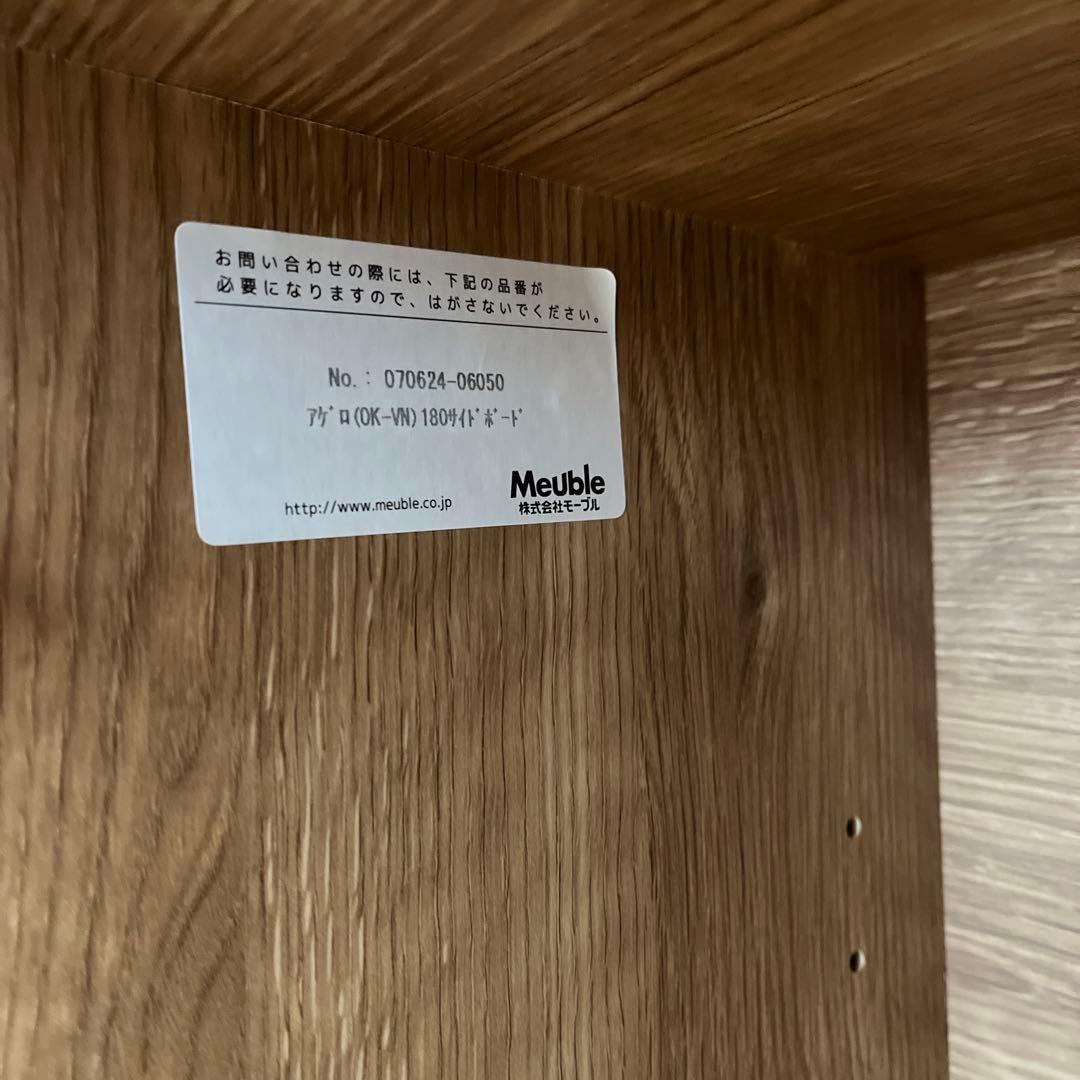 お問い合わせの際には、下記の品番が
必要になりますので、はがさないでください。
No.: 070624-06050
ｱｹﾞﾛ(OK-VN)180ｻｲﾄﾞﾎﾞｰﾄﾞ
http://www.meuble.co.jp
Meuble
株式会社モーブル